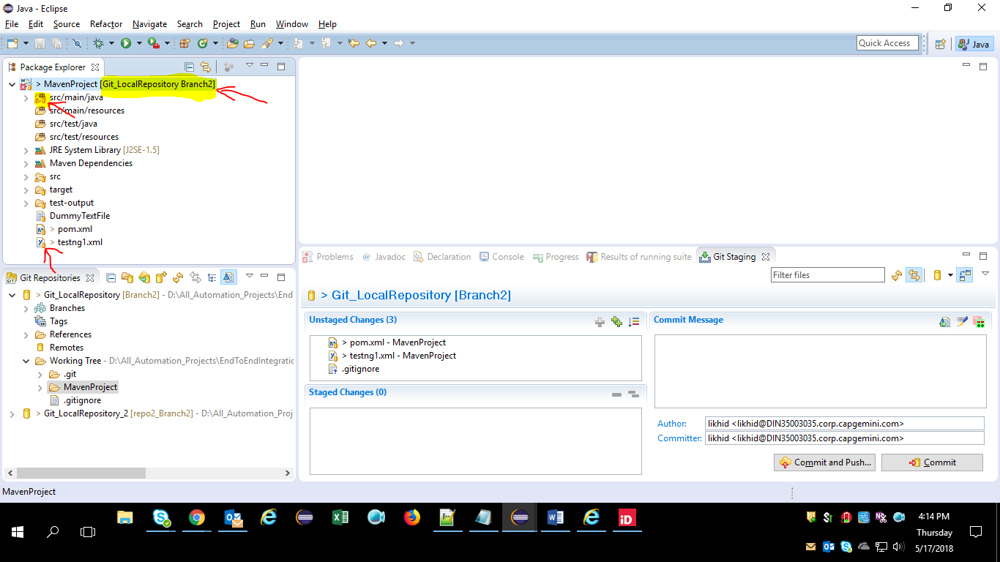 Java - Eclipse
File Edit Source Refactor Navigate Search Project Run Window Help
Quick Access
Java
Package Explorer
> MavenProject [Git_LocalRepository Branch2]
src/main/java
src/main/resources
src/test/java
src/test/resources
JRE System Library [J2SE-1.5]
Maven Dependencies
src
target
test-output
DummyTextFile
> pom.xml
> testng1.xml
Git Repositories
> Git_LocalRepository [Branch2] - D:\All_Automation_Projects\EndT
Branches
Tags
References
Remotes
Working Tree - D:\All_Automation_Projects\EndToEndIntegratio
.git
MavenProject
.gitignore
> Git_LocalRepository_2 [repo2_Branch2] - D:\All_Automation_Proj
Problems @ Javadoc Declaration Console Progress Results of running suite Git Staging
Filter files
> Git_LocalRepository [Branch2]
Unstaged Changes (3)
> pom.xml - MavenProject
> testng1.xml - MavenProject
.gitignore
Staged Changes (0)
Commit Message
Author: likhid <likhid@DIN35003035.corp.capgemini.com>
Committer: likhid <likhid@DIN35003035.corp.capgemini.com>
Commit and Push...
Commit
MavenProject
iD
4:14 PM
Thursday
5/17/2018